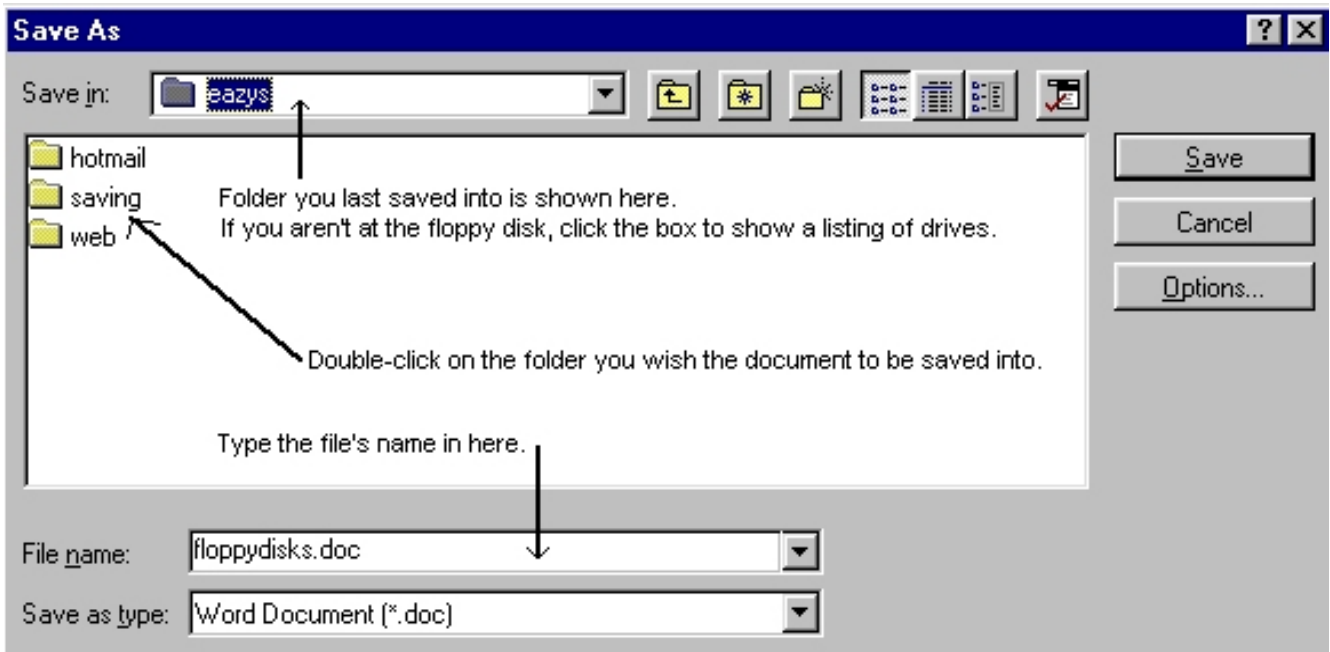 Save As
Save in: eazys
hotmail
saving
web
Folder you last saved into is shown here.
If you aren't at the floppy disk, click the box to show a listing of drives.
Double-click on the folder you wish the document to be saved into.
Type the file's name in here.
Save
Cancel
Options...
File name: floppydisks.doc
Save as type: Word Document (*.doc)